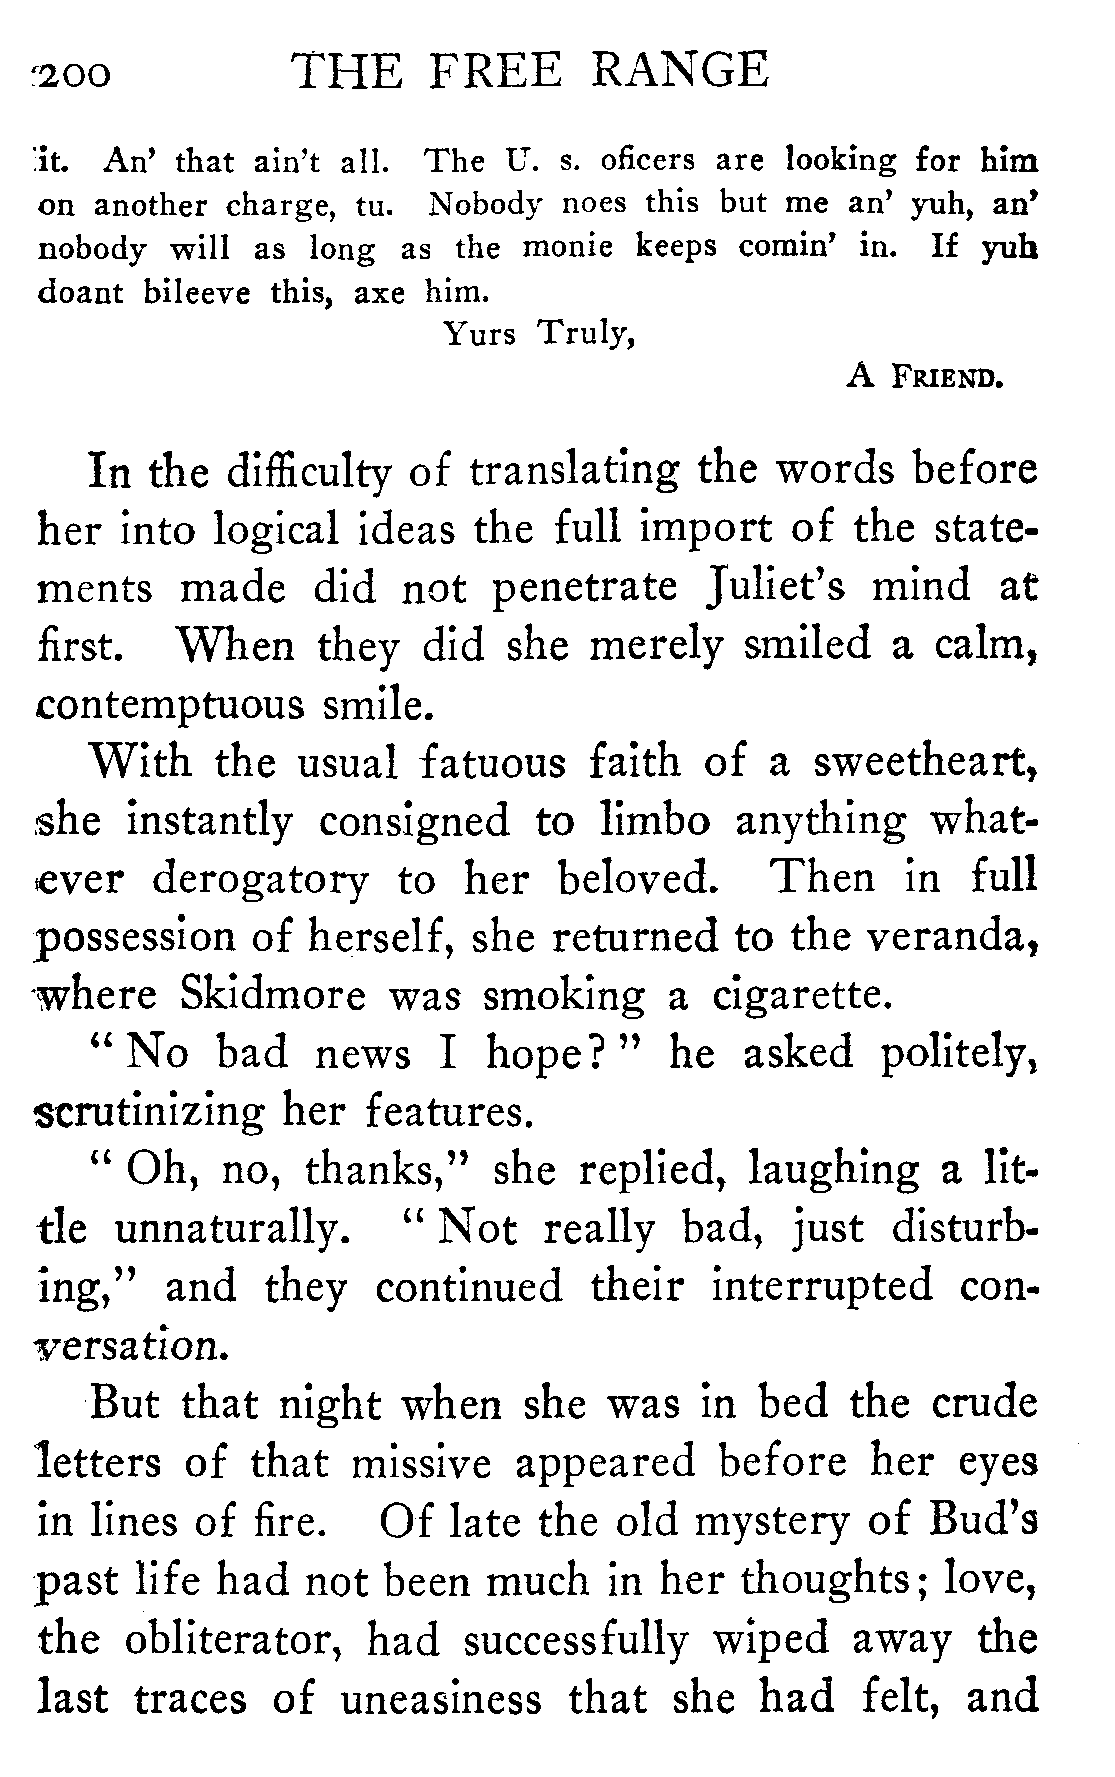 200 THE FREE RANGE
it. An' that ain't all. The U. s. oficers are looking for him
on another charge, tu. Nobody noes this but me an' yuh, an'
nobody will as long as the monie keeps comin' in. If yuh
doant bileeve this, axe him.
Yurs Truly,
A FRIEND.
In the difficulty of translating the words before
her into logical ideas the full import of the state-
ments made did not penetrate Juliet's mind at
first. When they did she merely smiled a calm,
contemptuous smile.
With the usual fatuous faith of a sweetheart,
she instantly consigned to limbo anything what-
ever derogatory to her beloved. Then in full
possession of herself, she returned to the veranda,
where Skidmore was smoking a cigarette.
" No bad news I hope? " he asked politely,
scrutinizing her features.
" Oh, no, thanks," she replied, laughing a lit-
tle unnaturally. " Not really bad, just disturb-
ing," and they continued their interrupted con-
versation.
But that night when she was in bed the crude
letters of that missive appeared before her eyes
in lines of fire. Of late the old mystery of Bud's
past life had not been much in her thoughts; love,
the obliterator, had successfully wiped away the
last traces of uneasiness that she had felt, and